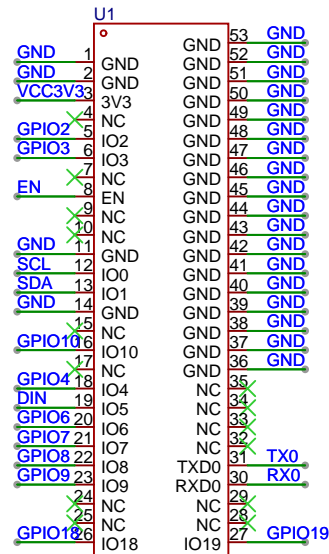 U1
GND 1 GND
GND 2 GND
VCC3V3 3 3V3
4 NC
GPIO2 5 IO2
GPIO3 6 IO3
7 NC
EN 8 EN
9 NC
10 NC
GND 11 GND
SCL 12 IO0
SDA 13 IO1
GND 14 GND
15 NC
GPIO10 16 IO10
17 NC
GPIO4 18 IO4
DIN 19 IO5
GPIO6 20 IO6
GPIO7 21 IO7
GPIO8 22 IO8
GPIO9 23 IO9
24 NC
25 NC
GPIO18 26 IO18
GND 53 GND
GND 52 GND
GND 51 GND
GND 50 GND
GND 49 GND
GND 48 GND
GND 47 GND
GND 46 GND
GND 45 GND
GND 44 GND
GND 43 GND
GND 42 GND
GND 41 GND
GND 40 GND
GND 39 GND
GND 38 GND
GND 37 GND
GND 36 GND
NC 35
NC 34
NC 33
NC 32
TXD0 31 TX0
RXD0 30 RX0
NC 29
NC 28
IO19 27 GPIO19